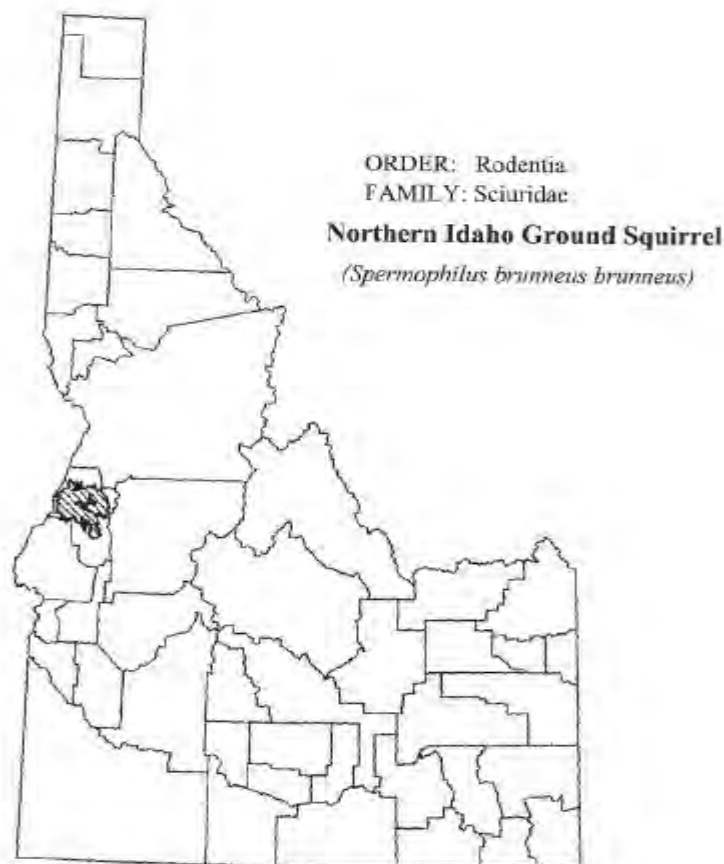 ORDER: Rodentia
FAMILY: Sciuridae
Northern Idaho Ground Squirrel
(Spermophilus brunneus brunneus)